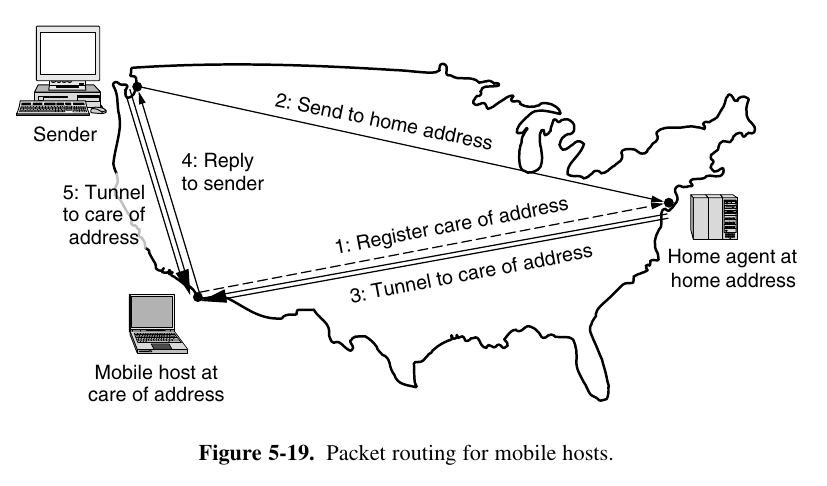 Sender
2: Send to home address
4: Reply
to sender
5: Tunnel
to care of
address
1: Register care of address
3: Tunnel to care of address
Home agent at
home address
Mobile host at
care of address
Figure 5-19. Packet routing for mobile hosts.